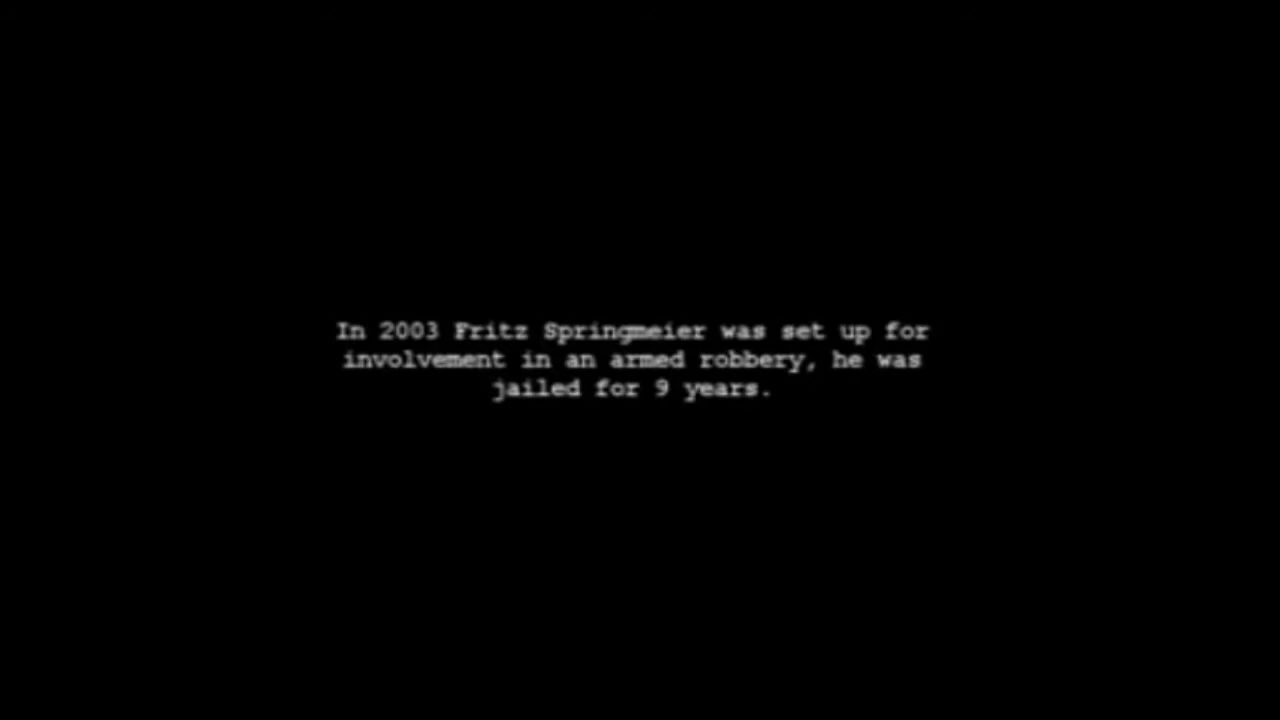 In 2003 Fritz Springmeier was set up for
involvement in an armed robbery, he was
jailed for 9 years.